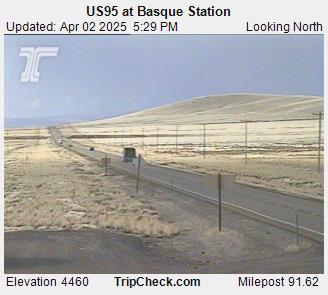 US95 at Basque Station
Updated: Apr 02 2025 5:29 PM Looking North
Elevation 4460 TripCheck.com Milepost 91.62